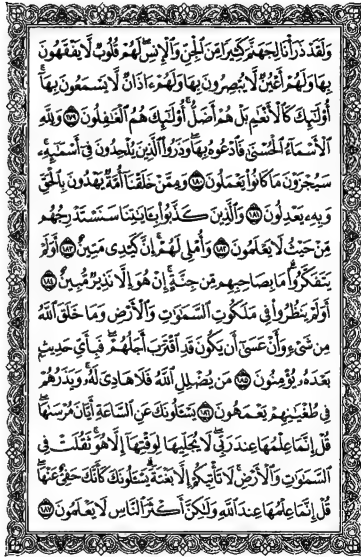 وَلَقَدْ ذَرَأْنَا لِجَهَنَّمَ كَثِيرًا مِّنَ ٱلْجِنِّ وَٱلْإِنسِ ۖ لَهُمْ قُلُوبٌ لَّا يَفْقَهُونَ
بِهَا وَلَهُمْ أَعْيُنٌ لَّا يُبْصِرُونَ بِهَا وَلَهُمْ ءَاذَانٌ لَّا يَسْمَعُونَ بِهَآ ۚ
أُو۟لَـٰٓئِكَ كَٱلْأَنْعَـٰمِ بَلْ هُمْ أَضَلُّ ۚ أُو۟لَـٰٓئِكَ هُمُ ٱلْغَـٰفِلُونَ ١٧٩ وَلِلَّهِ
ٱلْأَسْمَآءُ ٱلْحُسْنَىٰ فَٱدْعُوهُ بِهَا ۖ وَذَرُوا۟ ٱلَّذِينَ يُلْحِدُونَ فِىٓ أَسْمَـٰٓئِهِۦ ۚ
سَيُجْزَوْنَ مَا كَانُوا۟ يَعْمَلُونَ ١٨٠ وَمِمَّنْ خَلَقْنَآ أُمَّةٌ يَهْدُونَ بِٱلْحَقِّ
وَبِهِۦ يَعْدِلُونَ ١٨١ وَٱلَّذِينَ كَذَّبُوا۟ بِـَٔايَـٰتِنَا سَنَسْتَدْرِجُهُم
مِّنْ حَيْثُ لَا يَعْلَمُونَ ١٨٢ وَأُمْلِى لَهُمْ ۚ إِنَّ كَيْدِى مَتِينٌ ١٨٣ أَوَلَمْ
يَتَفَكَّرُوا۟ ۗ مَا بِصَاحِبِهِم مِّن جِنَّةٍ ۚ إِنْ هُوَ إِلَّا نَذِيرٌ مُّبِينٌ ١٨٤
أَوَلَمْ يَنظُرُوا۟ فِى مَلَكُوتِ ٱلسَّمَـٰوَٰتِ وَٱلْأَرْضِ وَمَا خَلَقَ ٱللَّهُ
مِن شَىْءٍ وَأَنْ عَسَىٰٓ أَن يَكُونَ قَدِ ٱقْتَرَبَ أَجَلُهُمْ ۖ فَبِأَىِّ حَدِيثٍۭ
بَعْدَهُۥ يُؤْمِنُونَ ١٨٥ مَن يُضْلِلِ ٱللَّهُ فَلَا هَادِىَ لَهُۥ ۚ وَيَذَرُهُمْ
فِى طُغْيَـٰنِهِمْ يَعْمَهُونَ ١٨٦ يَسْـَٔلُونَكَ عَنِ ٱلسَّاعَةِ أَيَّانَ مُرْسَىٰهَا ۖ
قُلْ إِنَّمَا عِلْمُهَا عِندَ رَبِّى ۖ لَا يُجَلِّيهَا لِوَقْتِهَآ إِلَّا هُوَ ۚ ثَقُلَتْ فِى
ٱلسَّمَـٰوَٰتِ وَٱلْأَرْضِ ۚ لَا تَأْتِيكُمْ إِلَّا بَغْتَةً ۗ يَسْـَٔلُونَكَ كَأَنَّكَ حَفِىٌّ عَنْهَا ۖ
قُلْ إِنَّمَا عِلْمُهَا عِندَ ٱللَّهِ وَلَـٰكِنَّ أَكْثَرَ ٱلنَّاسِ لَا يَعْلَمُونَ ١٨٧